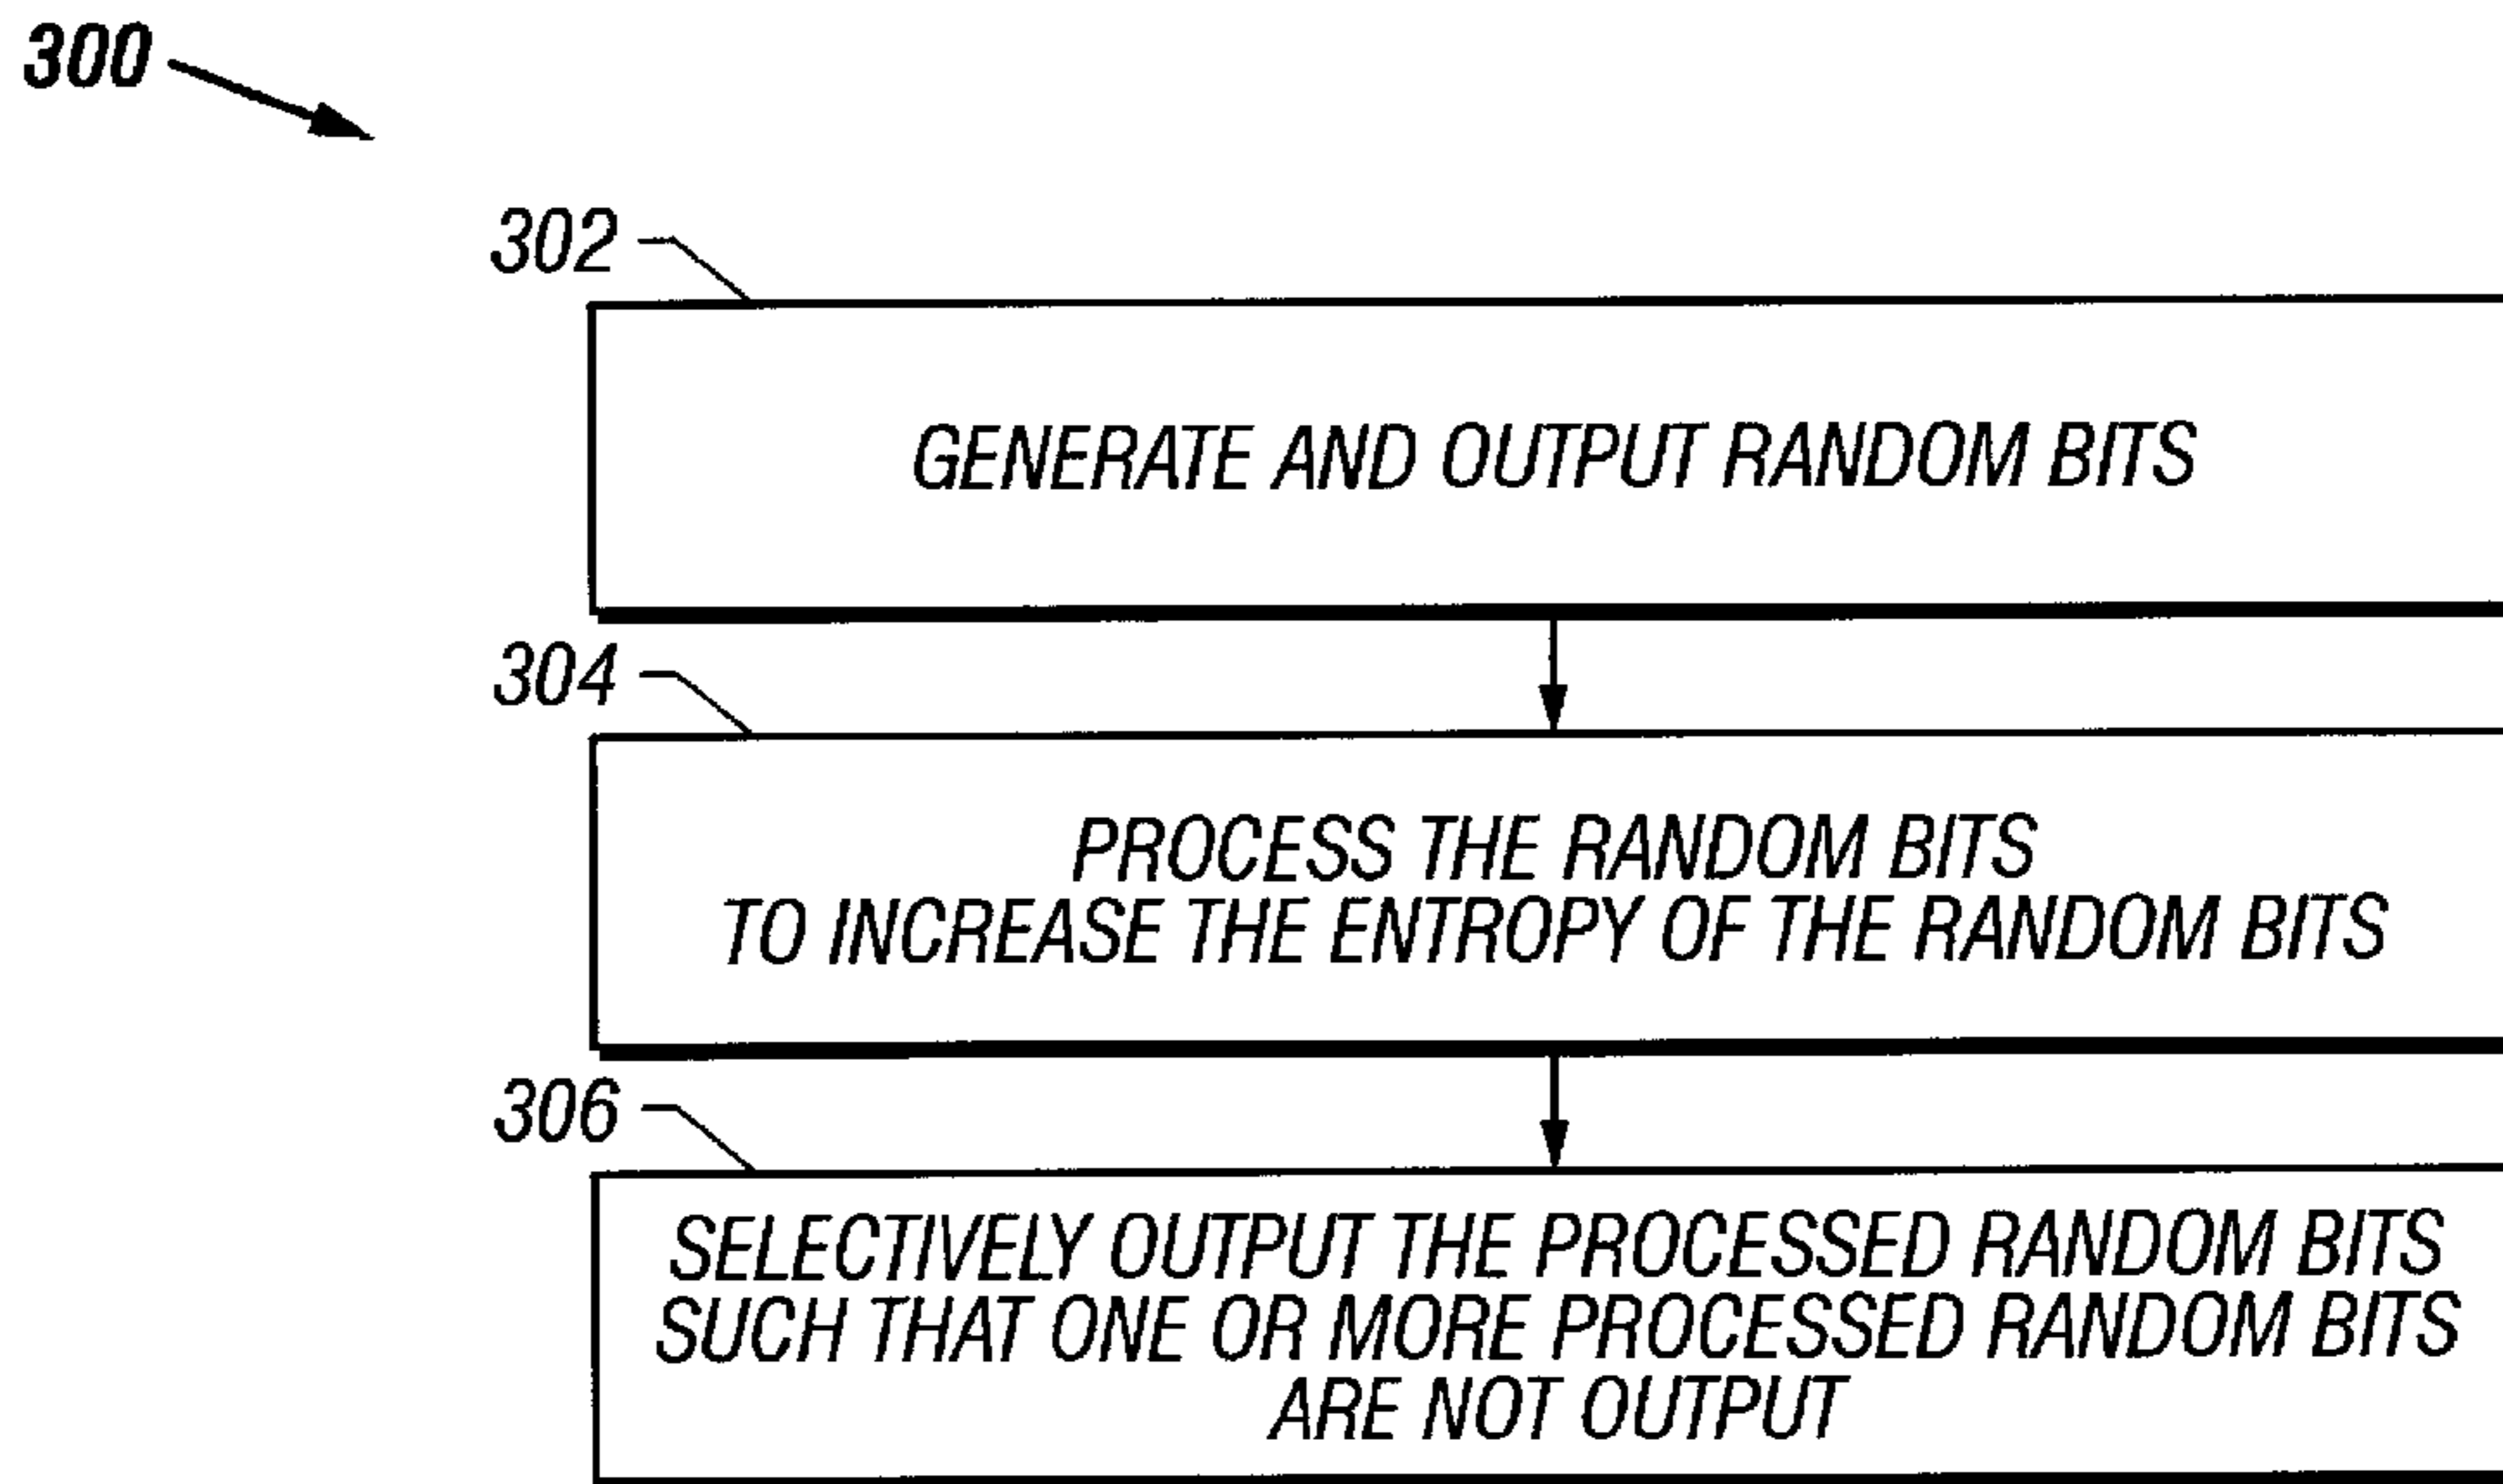 300
302
GENERATE AND OUTPUT RANDOM BITS
304
PROCESS THE RANDOM BITS
TO INCREASE THE ENTROPY OF THE RANDOM BITS
306
SELECTIVELY OUTPUT THE PROCESSED RANDOM BITS
SUCH THAT ONE OR MORE PROCESSED RANDOM BITS
ARE NOT OUTPUT